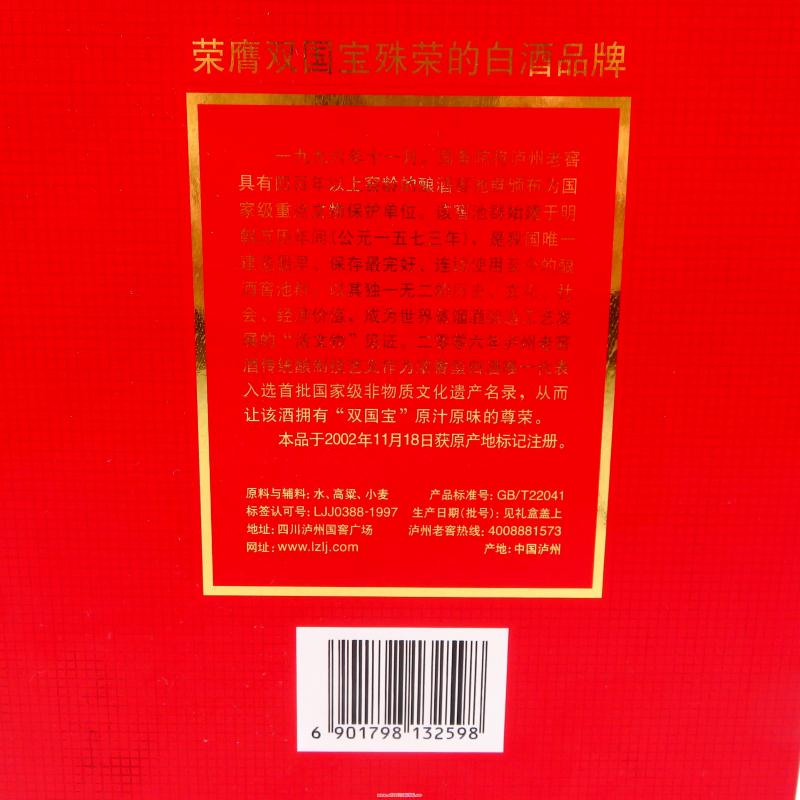 荣膺双国宝殊荣的白酒品牌
一九九六年十一月，国务院将泸州老窖
具有四百年以上窖龄的酿酒窖池群颁布为国
家级重点文物保护单位。该窖池群始建于明
朝万历年间(公元一五七三年)，是我国唯一
建造最早、保存最完好、连续使用至今的酿
酒窖池群，以其独一无二的历史、文化、社
会、经济价值，成为世界蒸馏酒酿造工艺发
展的“活文物”见证。二零零六年泸州老窖
酒传统酿制技艺又作为浓香型白酒唯一代表
入选首批国家级非物质文化遗产名录，从而
让该酒拥有“双国宝”原汁原味的尊荣。
本品于2002年11月18日获原产地标记注册。
原料与辅料: 水、高粱、小麦 产品标准号: GB/T22041
标签认可号: LJJ0388-1997 生产日期(批号): 见礼盒盖上
地址: 四川泸州国窖广场 泸州老窖热线: 4008881573
网址: www.lzlj.com 产地: 中国泸州
6 901798 132598